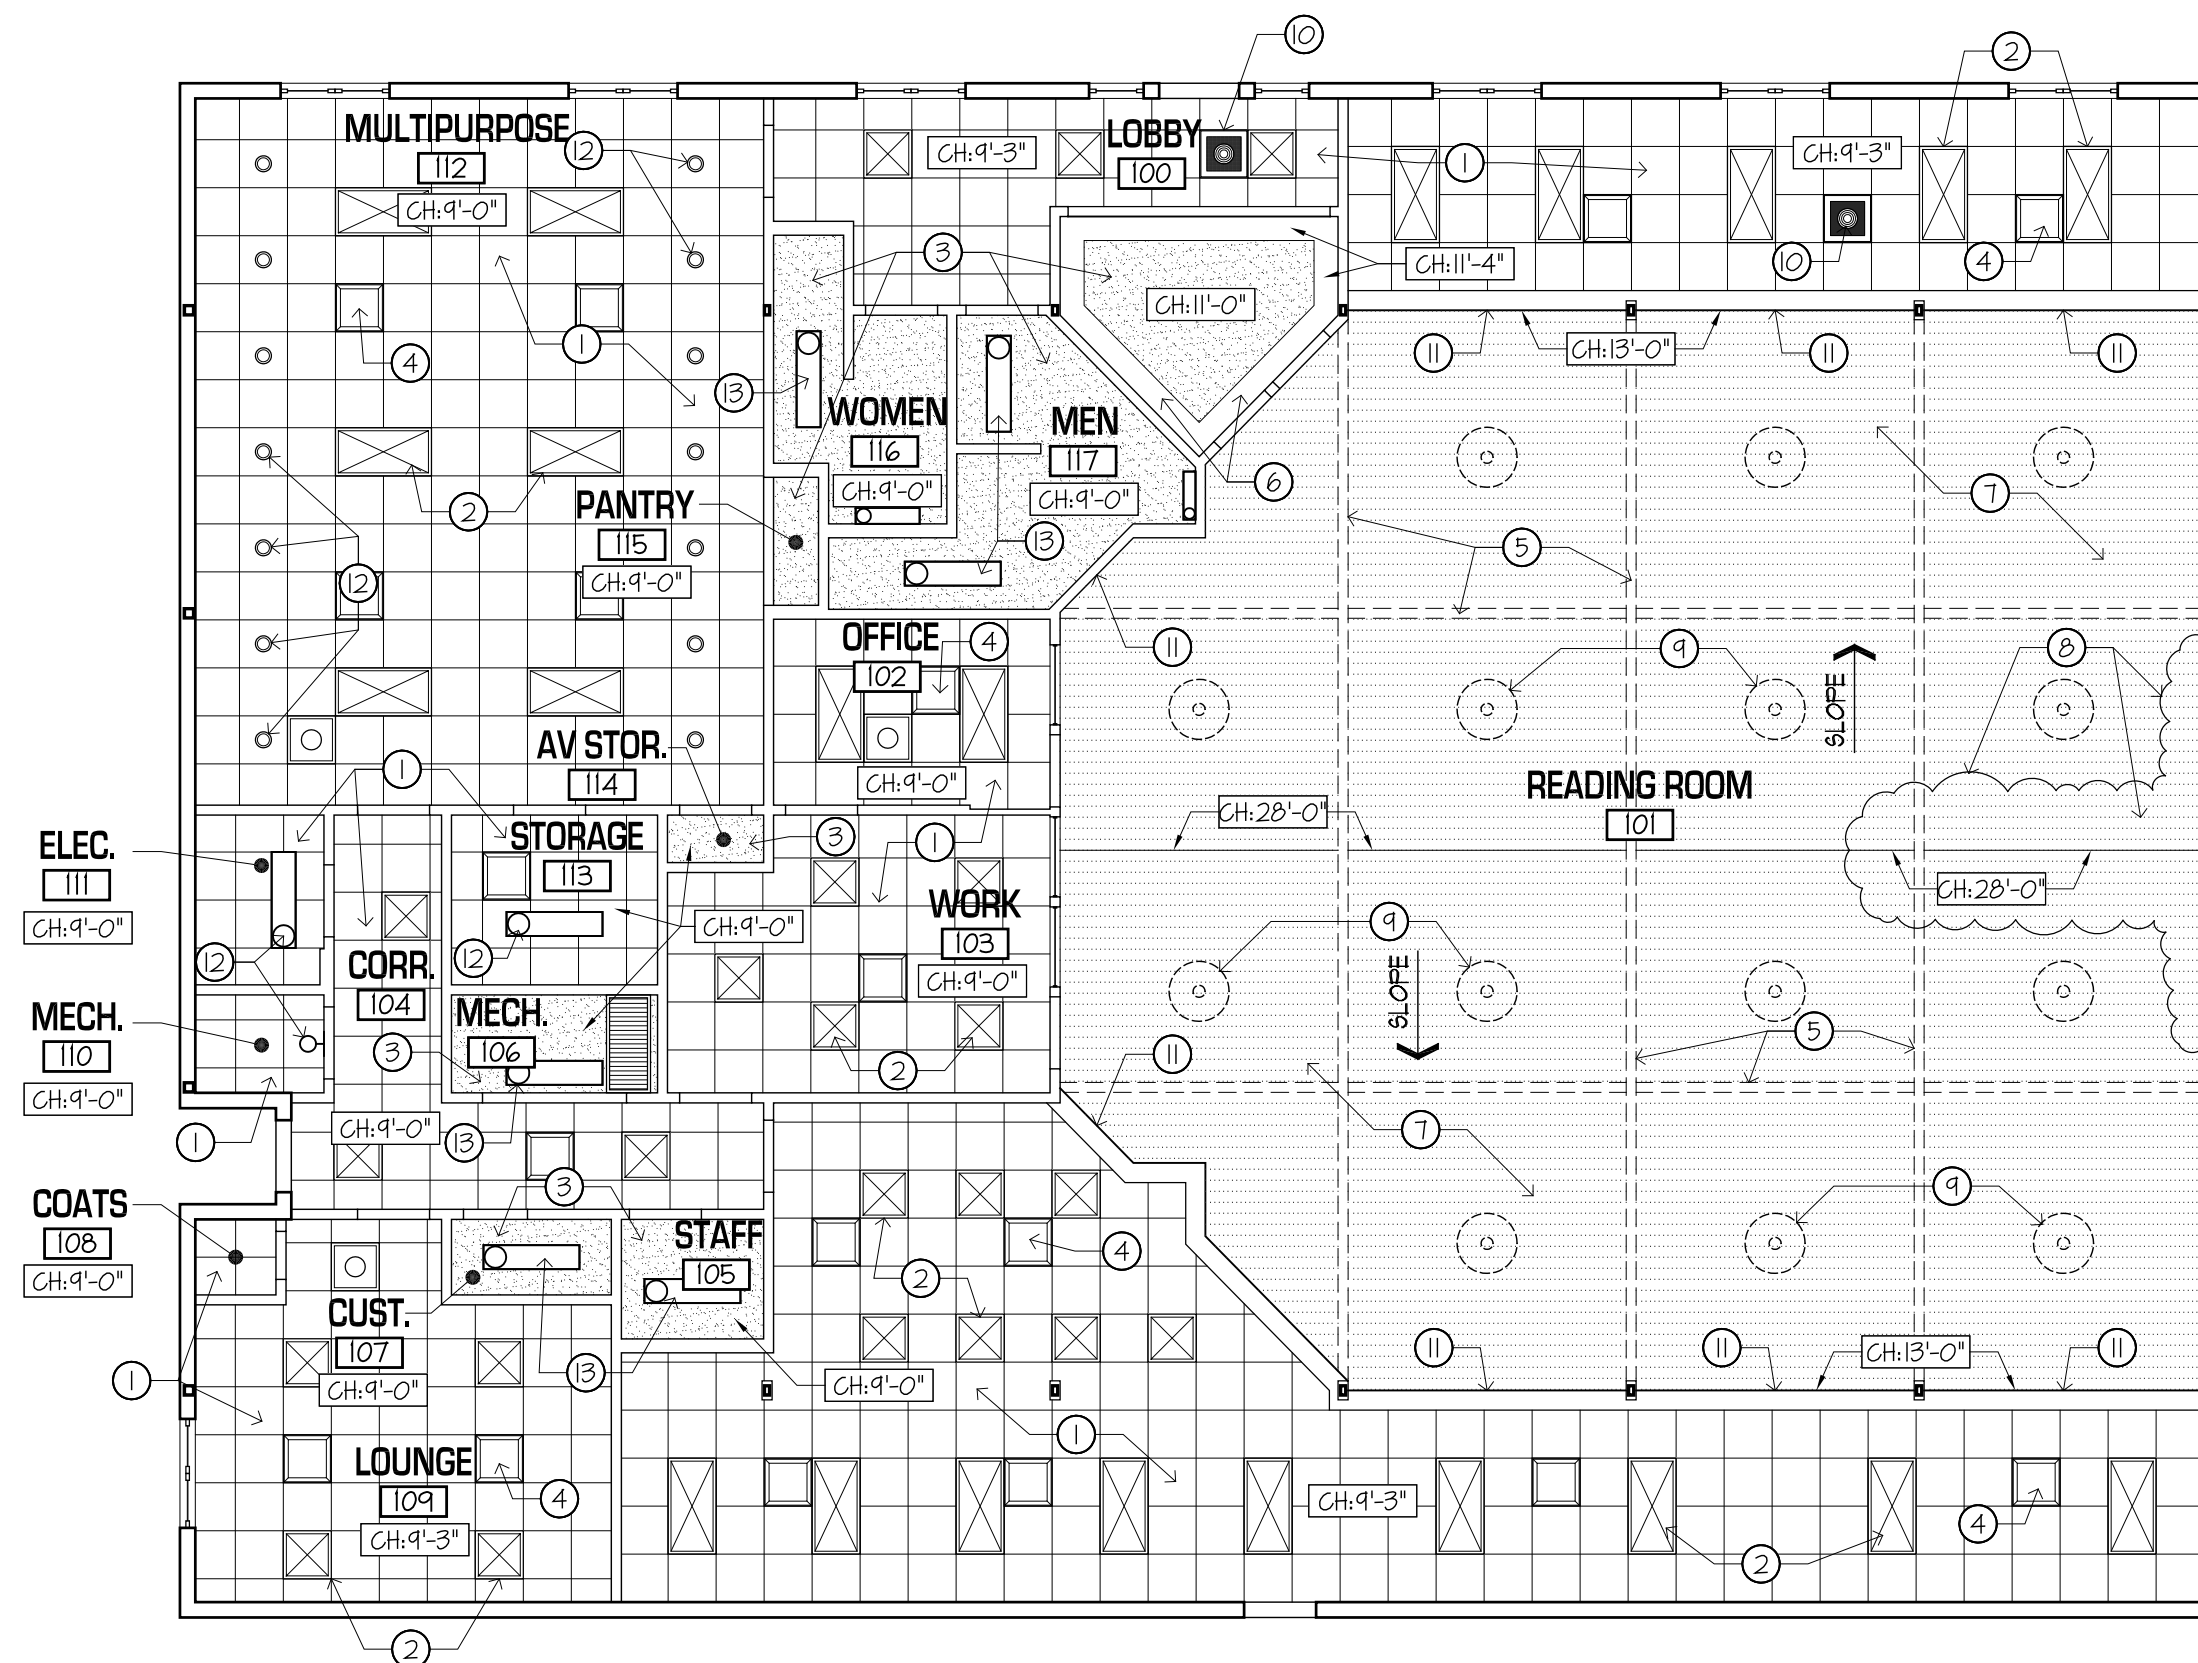 10
2
MULTIPURPOSE
112
CH:9'-0"
12
CH:9'-3"
LOBBY
100
1
CH:9'-3"
10
4
3
CH:11'-4"
CH:11'-0"
11
CH:13'-0"
11
11
1
4
13
WOMEN
116
CH:9'-0"
MEN
117
CH:9'-0"
6
7
2
PANTRY
115
CH:9'-0"
13
5
12
OFFICE
102
CH:9'-0"
4
11
9
SLOPE
8
AV STOR.
114
1
READING ROOM
101
CH:28'-0"
ELEC.
111
CH:9'-0"
STORAGE
113
3
1
CH:28'-0"
WORK
103
CH:9'-0"
CH:9'-0"
9
12
12
CORR.
104
SLOPE
MECH.
110
CH:9'-0"
MECH.
106
3
2
11
5
1
CH:9'-0"
13
7
COATS
108
CH:9'-0"
3
STAFF
105
4
9
2
CUST.
107
CH:9'-0"
1
13
CH:9'-0"
11
11
CH:13'-0"
11
1
LOUNGE
109
CH:9'-3"
4
CH:9'-3"
4
2
2